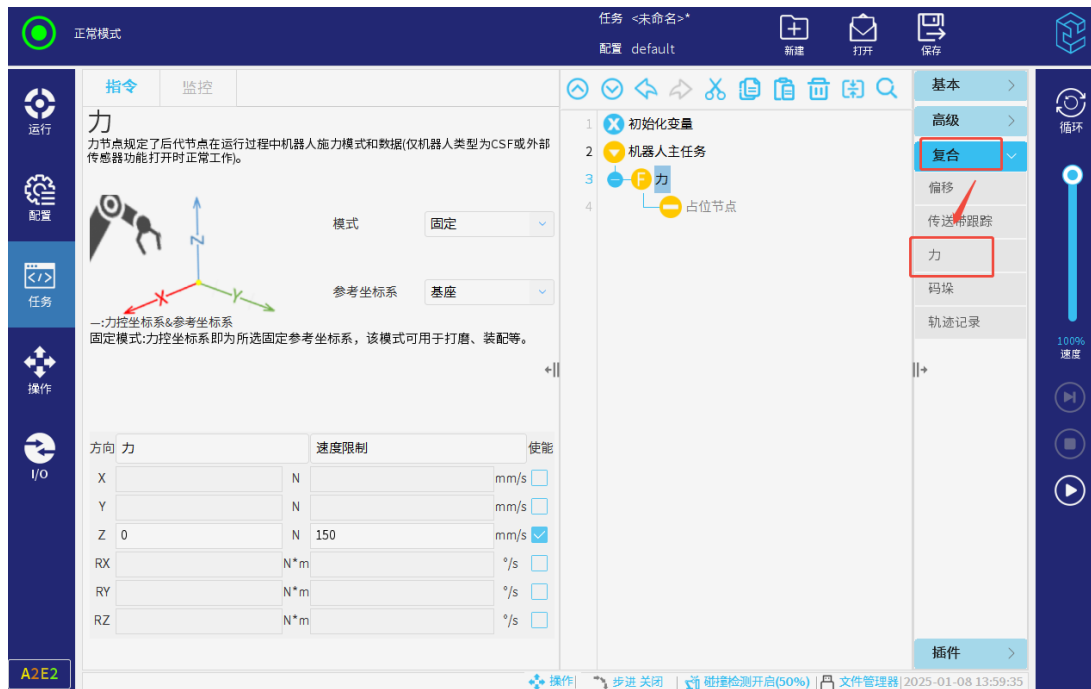 正常模式
任务 <未命名>*
配置 default
新建
打开
保存
运行
配置
任务
操作
I/O
A2E2
指令 监控
力
力节点规定了后代节点在运行过程中机器人施力模式和数据(仅机器人类型为CSF或外部
传感器功能打开时正常工作)。
Z
X
Y
模式 固定
参考坐标系 基座
—:力控坐标系&参考坐标系
固定模式:力控坐标系即为所选固定参考坐标系，该模式可用于打磨、装配等。
方向 力 速度限制 使能
X N mm/s
Y N mm/s
Z 0 N 150 mm/s
RX N*m °/s
RY N*m °/s
RZ N*m °/s
1 初始化变量
2 机器人主任务
3 F 力
4 占位节点
基本
高级
复合
偏移
传送带跟踪
力
码垛
轨迹记录
插件
循环
100%
速度
操作 步进 关闭 碰撞检测开启(50%) 文件管理器 2025-01-08 13:59:35